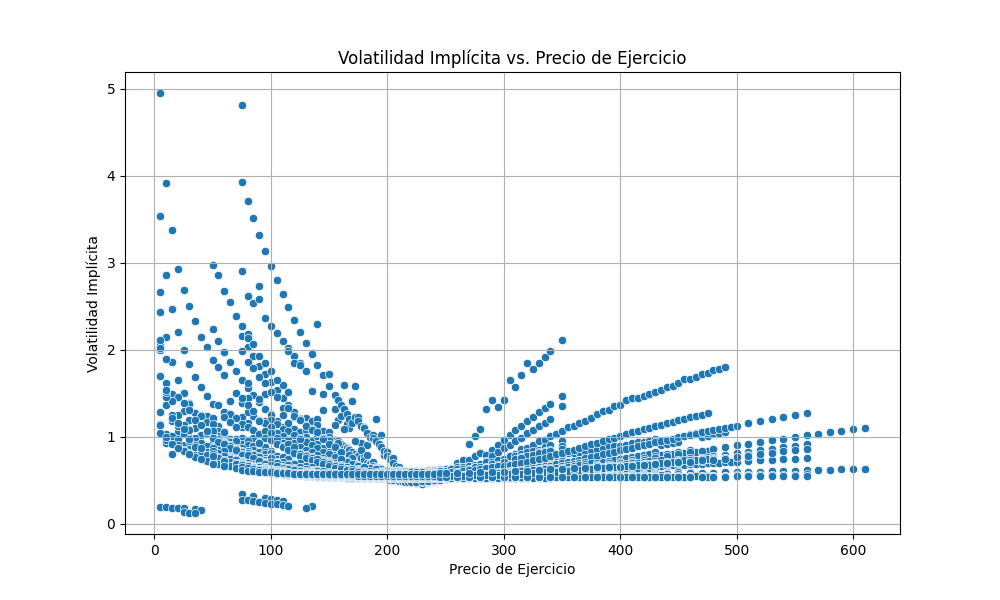 Volatilidad Implícita vs. Precio de Ejercicio
Volatilidad Implícita
5
4
3
2
1
0
0 100 200 300 400 500 600
Precio de Ejercicio